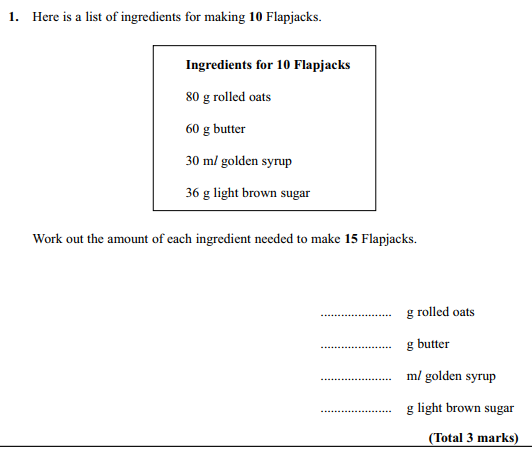 1. Here is a list of ingredients for making 10 Flapjacks.
Ingredients for 10 Flapjacks
80 g rolled oats
60 g butter
30 ml golden syrup
36 g light brown sugar
Work out the amount of each ingredient needed to make 15 Flapjacks.
..................... g rolled oats
..................... g butter
..................... ml golden syrup
..................... g light brown sugar
(Total 3 marks)